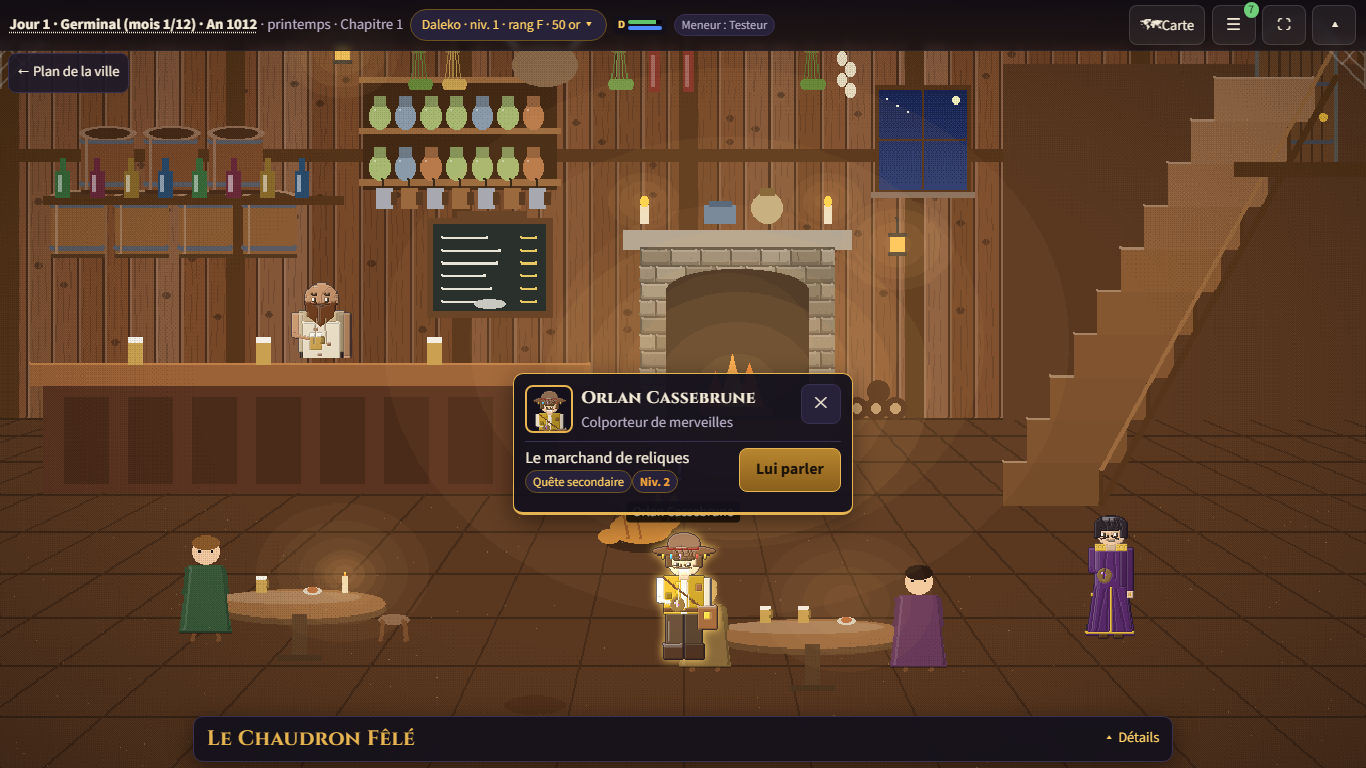 Jour 1 · Germinal (mois 1/12) · An 1012 · printemps · Chapitre 1
Daleko · niv. 1 · rang F · 50 or
D
Meneur : Testeur
Carte
7
← Plan de la ville
Orlan Cassebrune
Colporteur de merveilles
Le marchand de reliques
Quête secondaire
Niv. 2
Lui parler
Orlan Cassebrune
Le Chaudron Fêlé
Détails